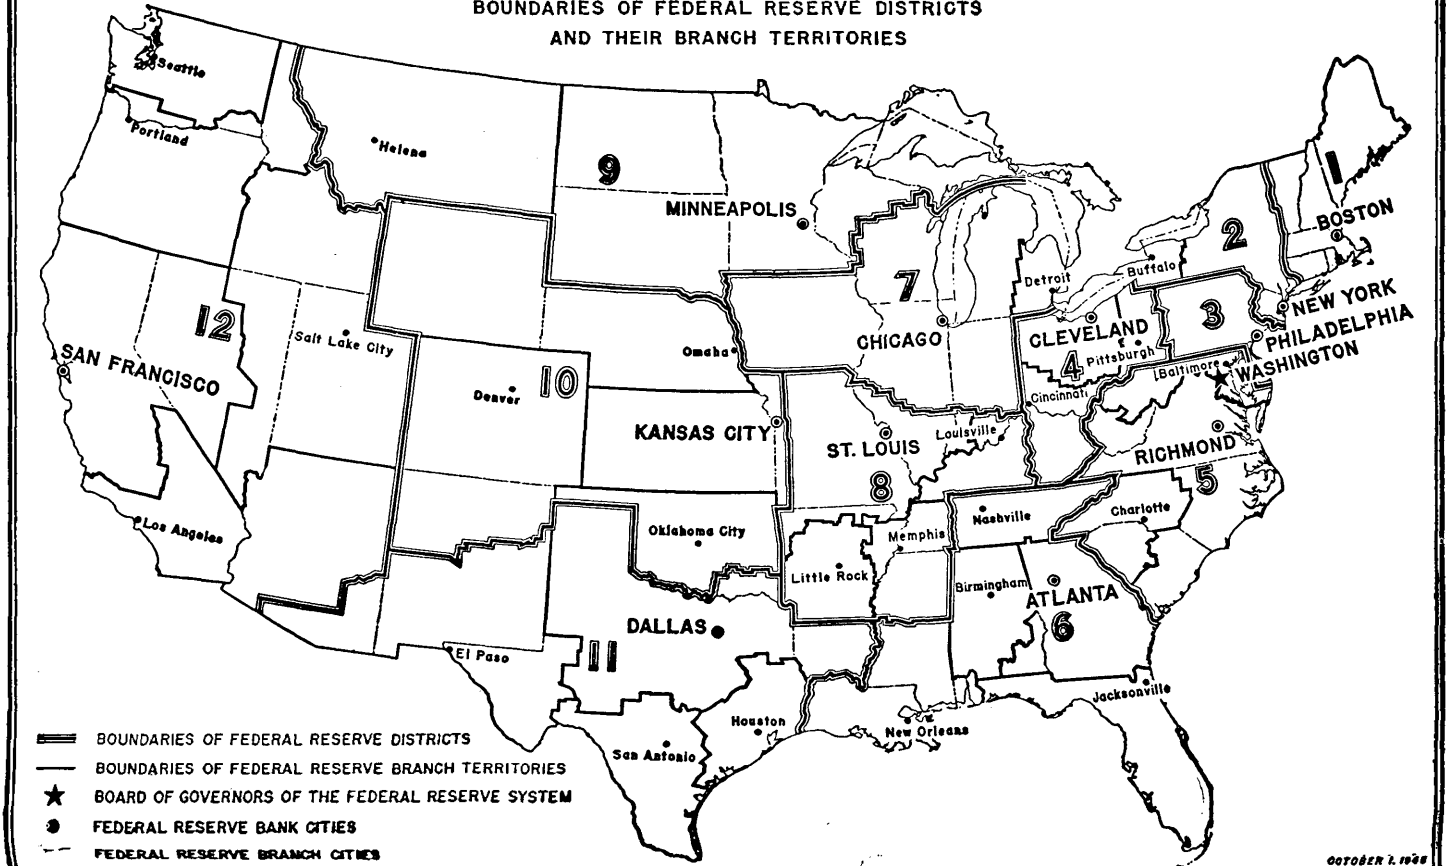 BOUNDARIES OF FEDERAL RESERVE DISTRICTS
AND THEIR BRANCH TERRITORIES
Seattle
Portland
Helena
9
MINNEAPOLIS
1
BOSTON
2
Buffalo
Detroit
7
CHICAGO
NEW YORK
3
PHILADELPHIA
WASHINGTON
CLEVELAND
4
Pittsburgh
Baltimore
Cincinnati
12
SAN FRANCISCO
Salt Lake City
Omaha
Denver
10
KANSAS CITY
ST. LOUIS
8
Louisville
RICHMOND
5
Charlotte
Nashville
Memphis
Los Angeles
Oklahoma City
Little Rock
Birmingham
ATLANTA
6
DALLAS
11
El Paso
Jacksonville
Houston
New Orleans
San Antonio
BOUNDARIES OF FEDERAL RESERVE DISTRICTS
BOUNDARIES OF FEDERAL RESERVE BRANCH TERRITORIES
BOARD OF GOVERNORS OF THE FEDERAL RESERVE SYSTEM
FEDERAL RESERVE BANK CITIES
FEDERAL RESERVE BRANCH CITIES
OCTOBER 1,